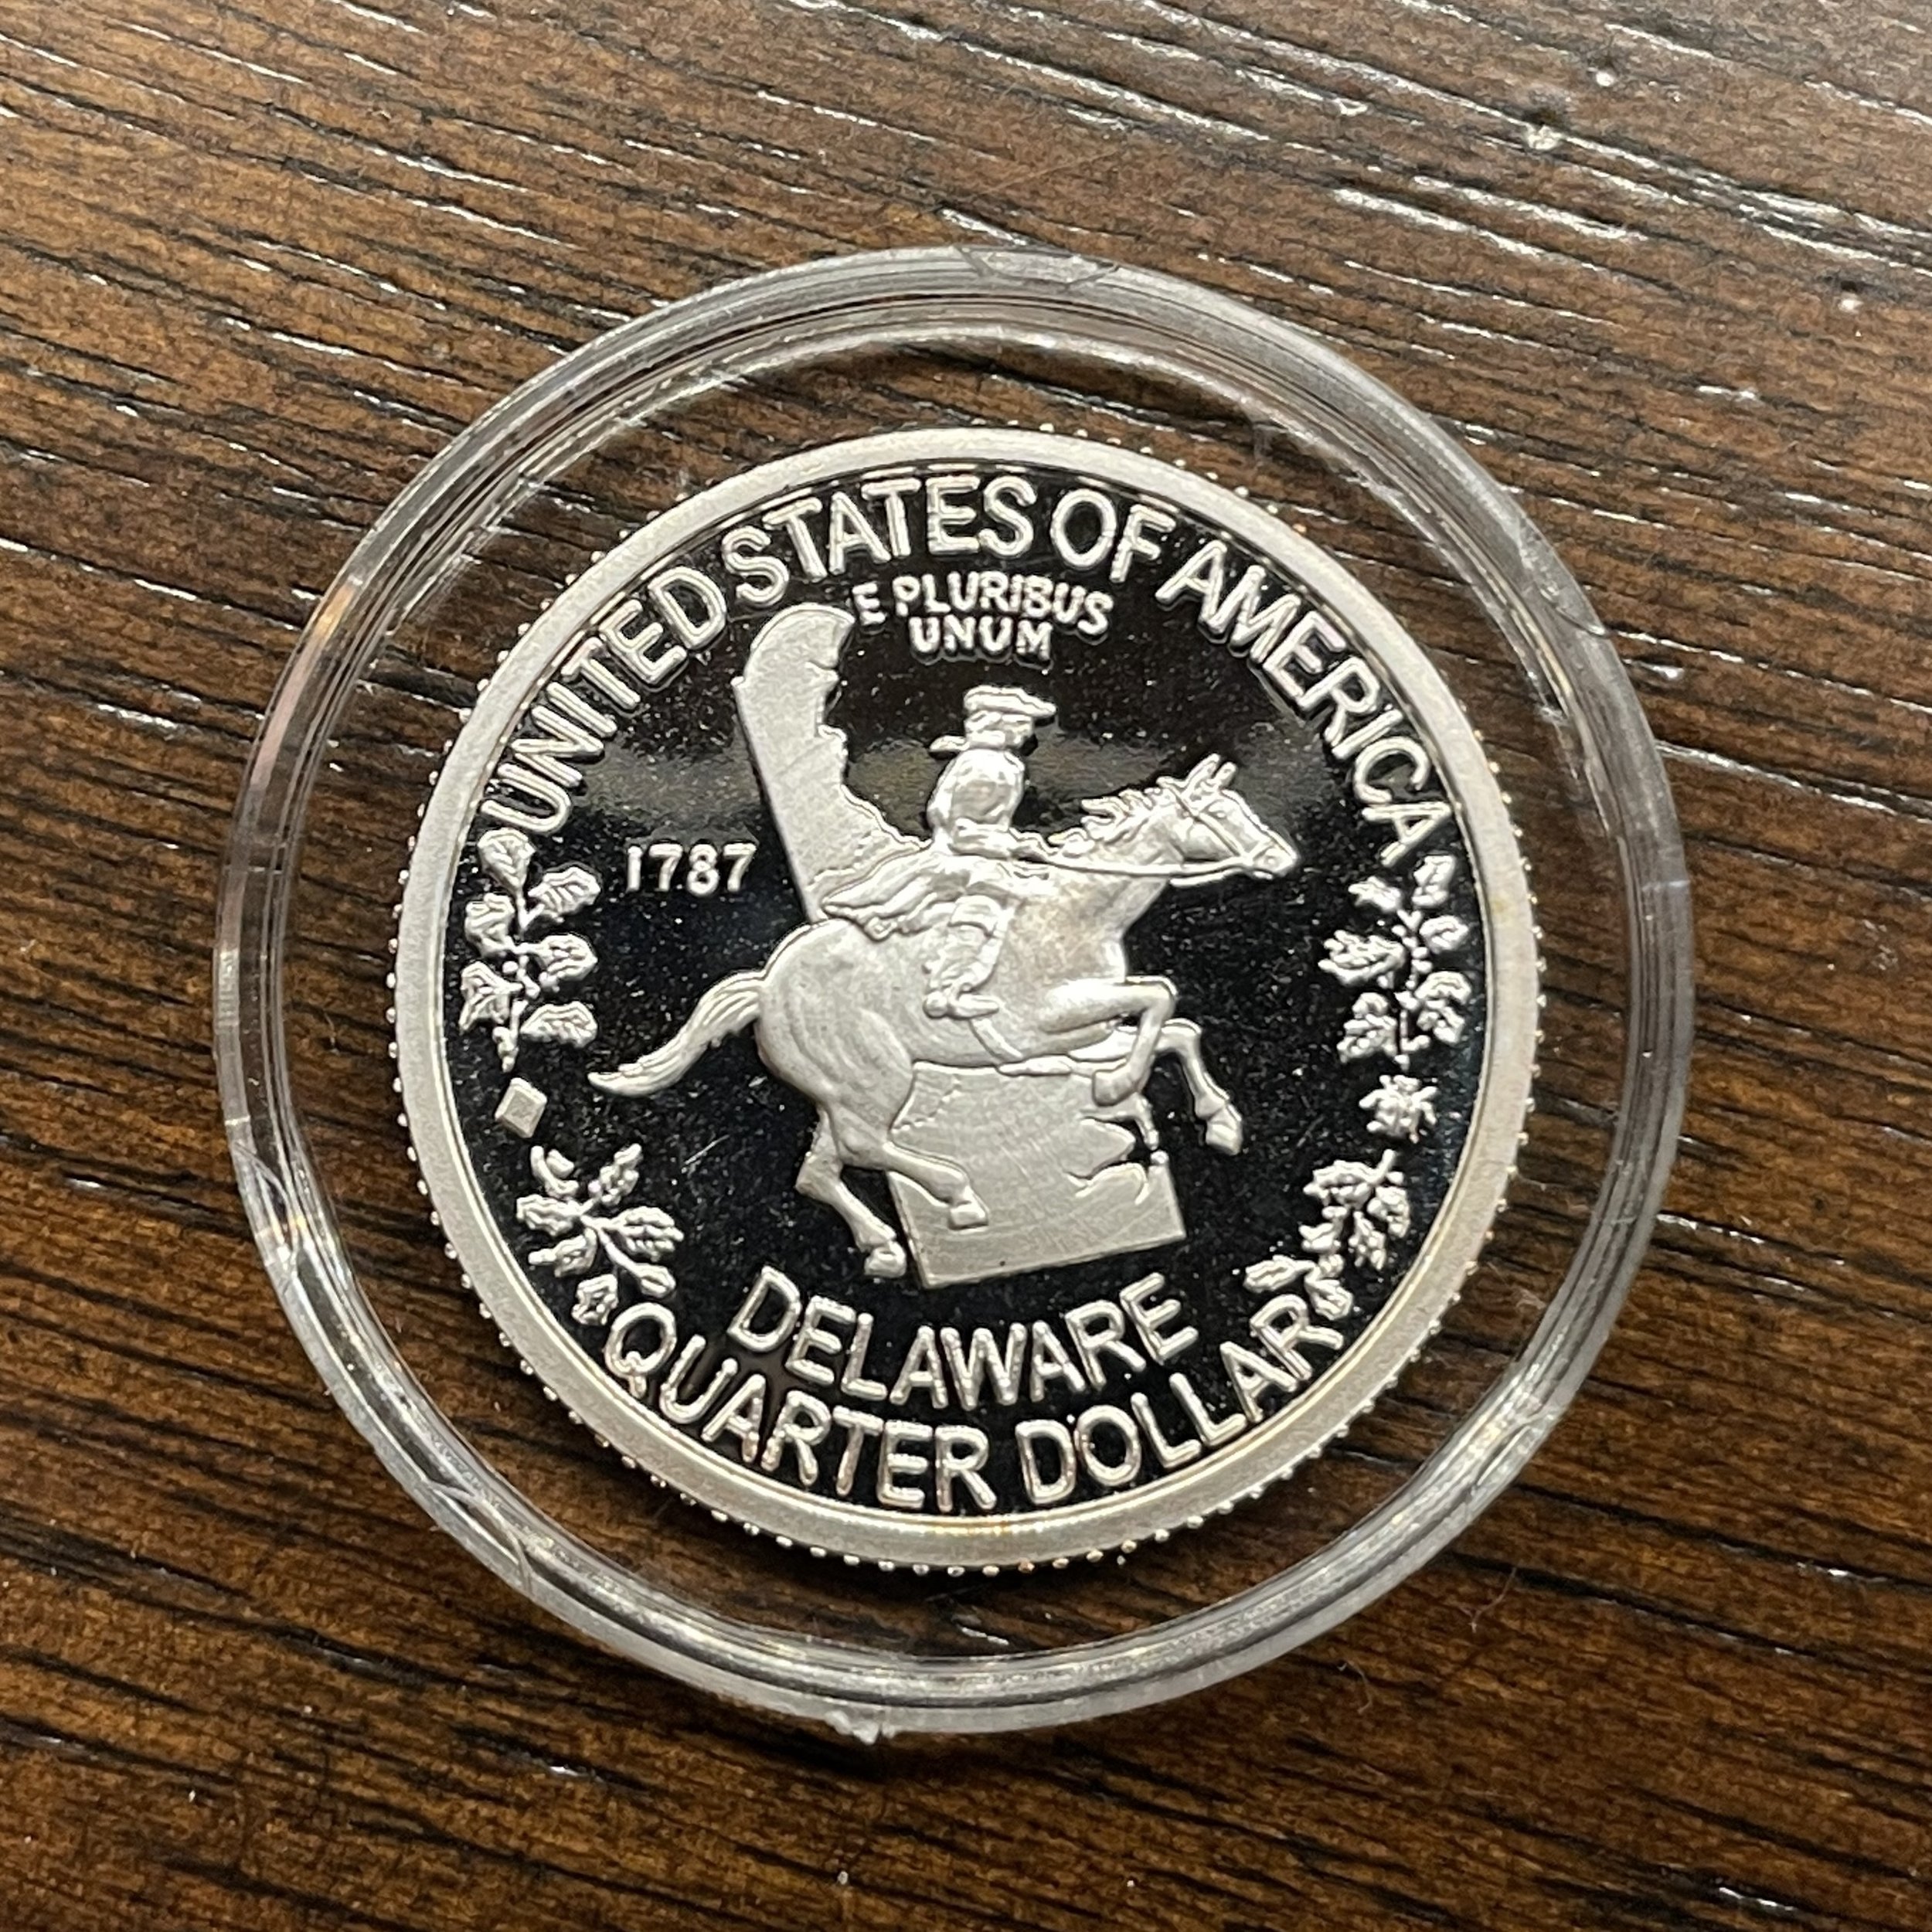 UNITED STATES OF AMERICA
E PLURIBUS
UNUM
1787
DELAWARE
QUARTER DOLLAR